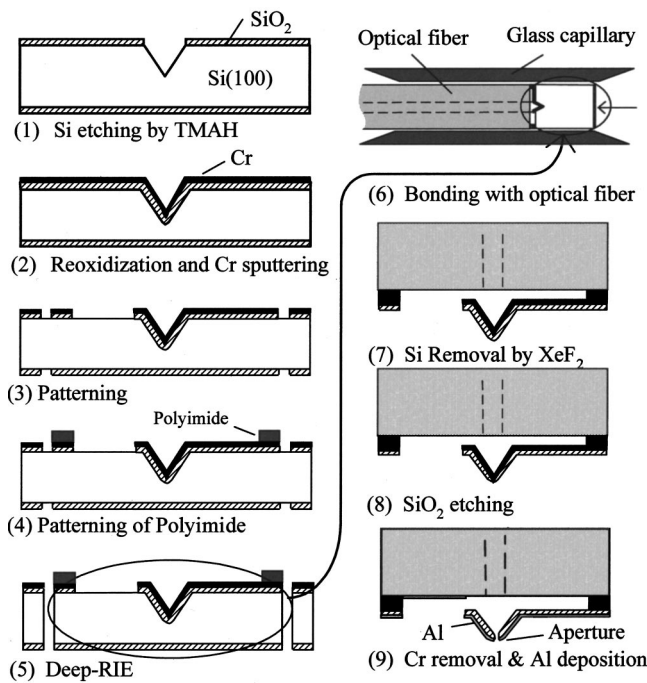 SiO2
Si(100)
(1) Si etching by TMAH
Cr
(2) Reoxidization and Cr sputtering
(3) Patterning
Polyimide
(4) Patterning of Polyimide
(5) Deep-RIE
Optical fiber
Glass capillary
(6) Bonding with optical fiber
(7) Si Removal by XeF2
(8) SiO2 etching
Al
Aperture
(9) Cr removal & Al deposition